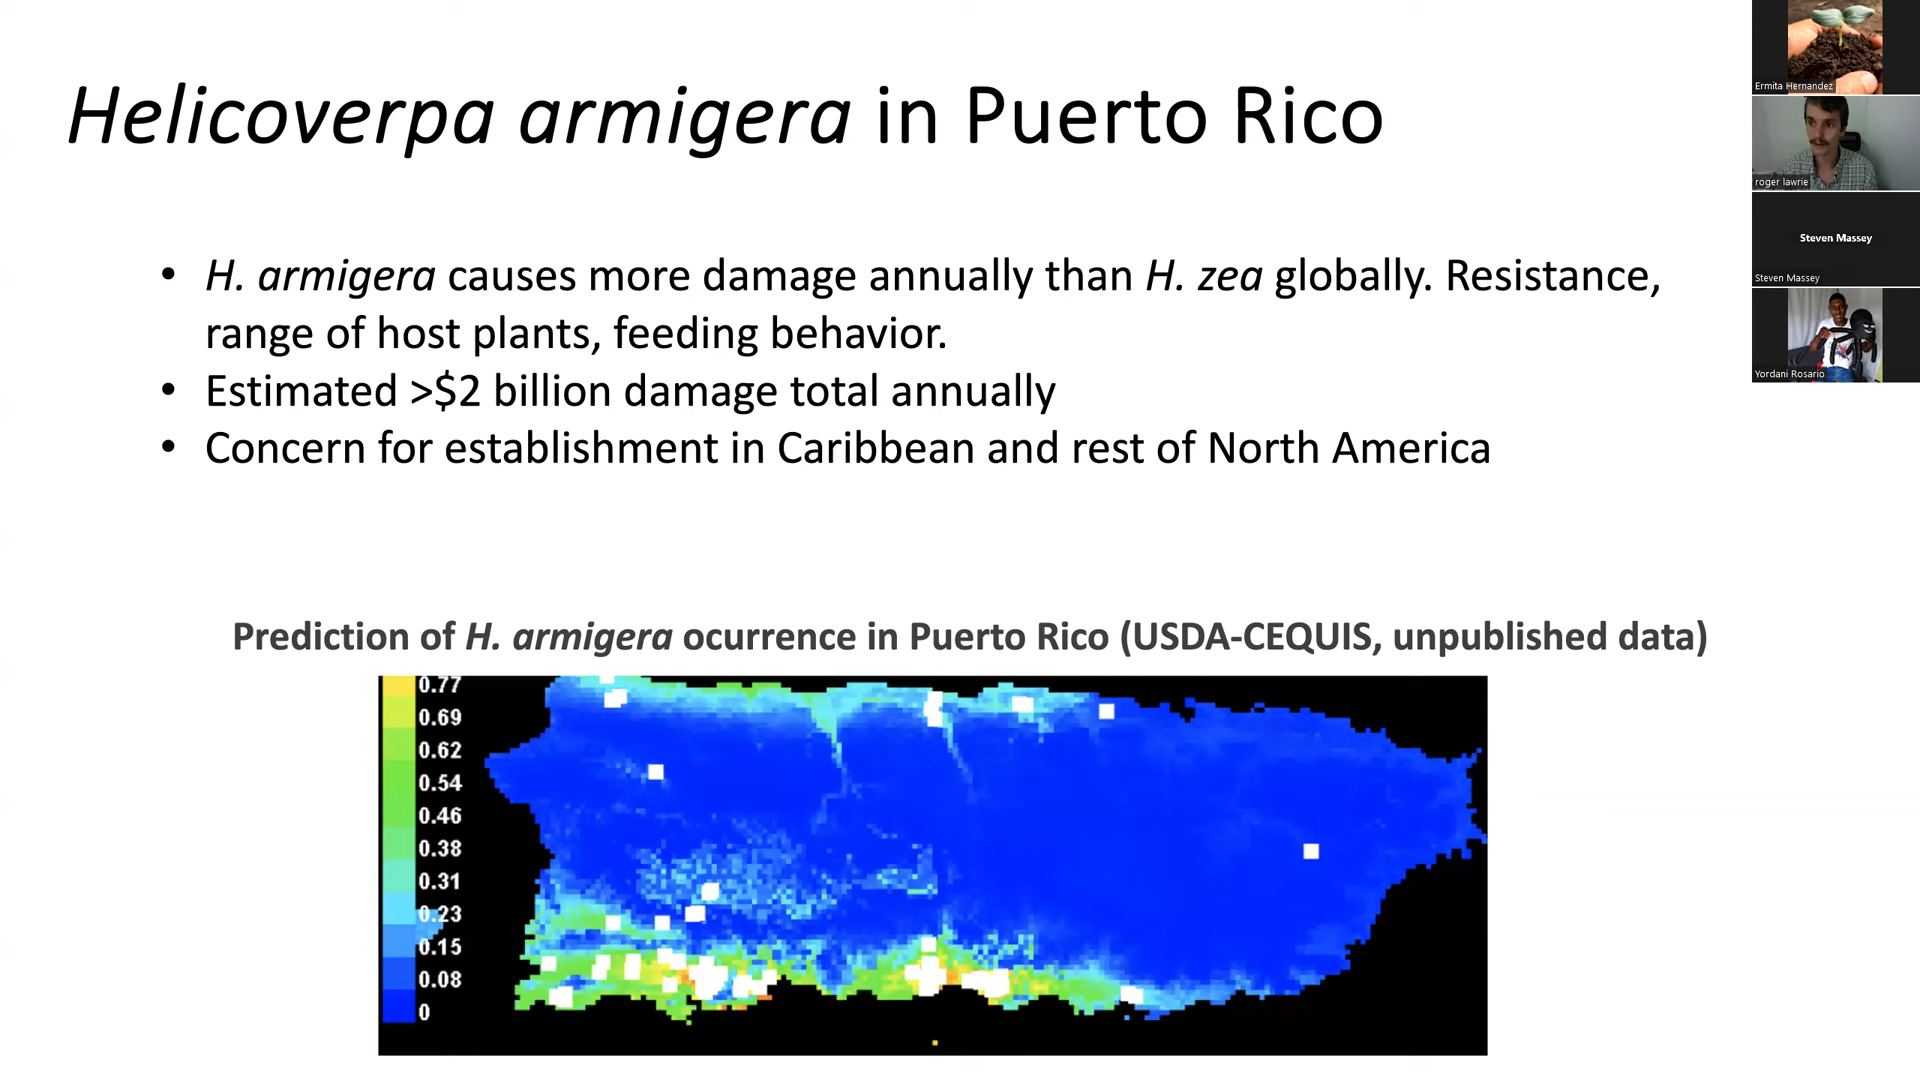 Helicoverpa armigera in Puerto Rico
• H. armigera causes more damage annually than H. zea globally. Resistance,
range of host plants, feeding behavior.
• Estimated >$2 billion damage total annually
• Concern for establishment in Caribbean and rest of North America
Prediction of H. armigera ocurrence in Puerto Rico (USDA-CEQUIS, unpublished data)
0.77
0.69
0.62
0.54
0.46
0.38
0.31
0.23
0.15
0.08
0
Ermita Hernandez
roger lawrie
Steven Massey
Steven Massey
Yordani Rosario